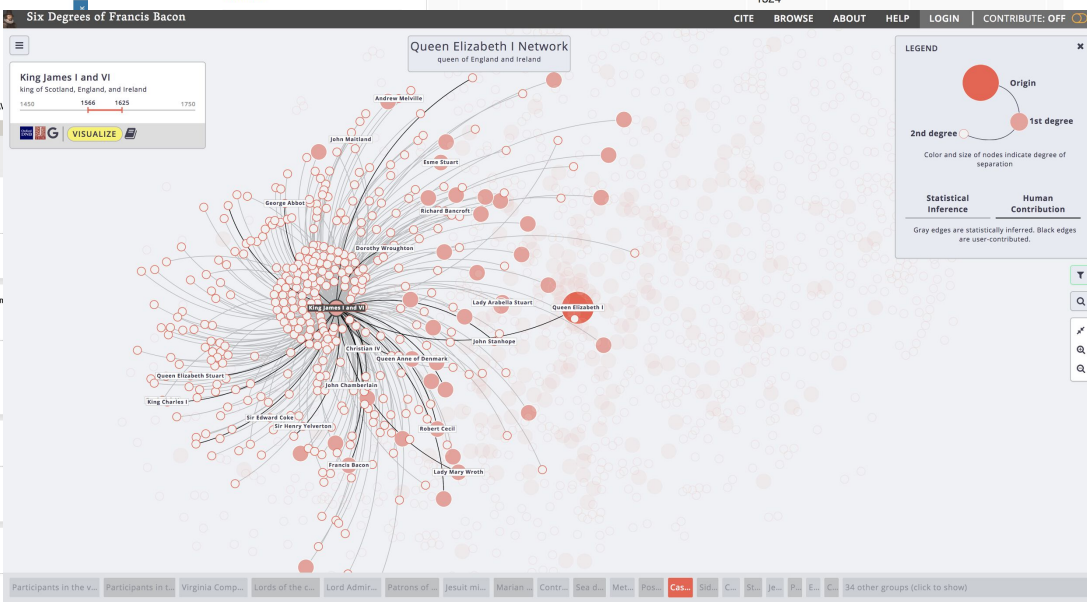 Six Degrees of Francis Bacon
CITE
BROWSE
ABOUT
HELP
LOGIN
CONTRIBUTE: OFF
Queen Elizabeth I Network
queen of England and Ireland
King James I and VI
king of Scotland, England, and Ireland
1450
1566
1625
1750
G
VISUALIZE
LEGEND
Origin
1st degree
2nd degree
Color and size of nodes indicate degree of
separation
Statistical
Inference
Human
Contribution
Gray edges are statistically inferred. Black edges
are user-contributed.
Andrew Melville
John Maitland
Esme Stuart
George Abbot
Richard Bancroft
Dorothy Wroughton
Lady Arabella Stuart
Queen Elizabeth I
King James I and VI
John Stanhope
Christian IV
Queen Anne of Denmark
Queen Elizabeth Stuart
John Chamberlain
King Charles I
Sir Edward Coke
Sir Henry Yelverton
Robert Cecil
Francis Bacon
Lady Mary Wroth
Participants in the v...
Participants in t...
Virginia Comp...
Lords of the c...
Lord Admir...
Patrons of ...
Jesuit mi...
Marian ...
Contr...
Sea d...
Met...
Pos...
Cas...
Sid...
C...
St...
Je...
P...
E...
C...
34 other groups (click to show)